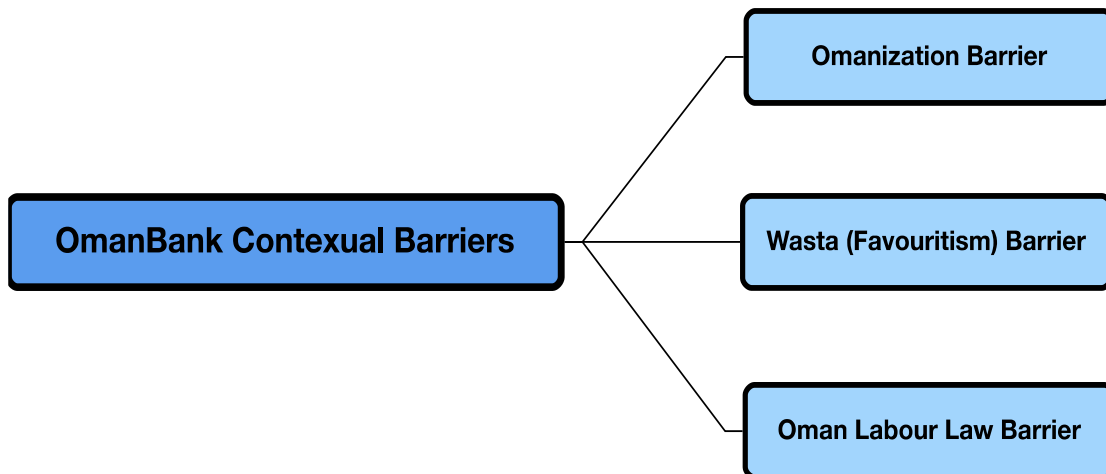 Omanization Barrier
OmanBank Contexual Barriers
Wasta (Favouritism) Barrier
Oman Labour Law Barrier